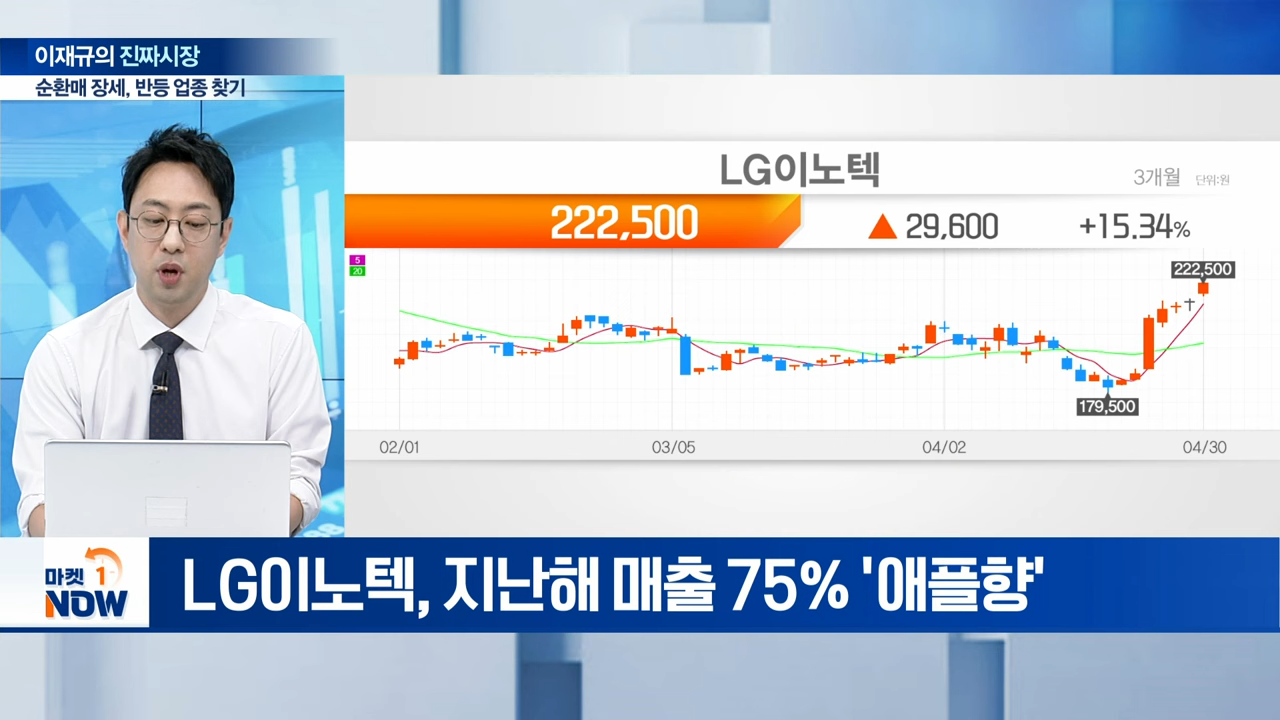 이재규의 진짜시장
순환매 장세, 반등 업종 찾기
LG이노텍
3개월 단위:원
222,500 ▲ 29,600 +15.34%
5
20
222,500
179,500
02/01 03/05 04/02 04/30
마켓 1
NOW
LG이노텍, 지난해 매출 75% '애플향'